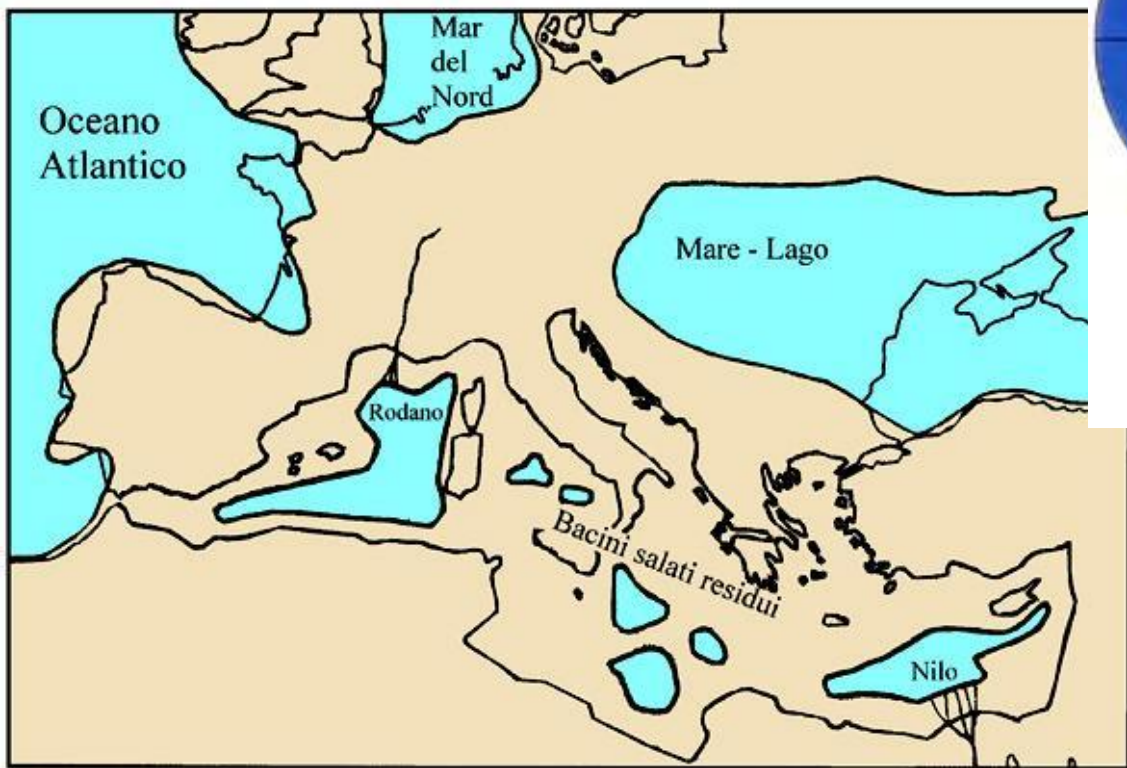 Mar
del
Nord
Oceano
Atlantico
Mare - Lago
Rodano
Bacini salati residui
Nilo